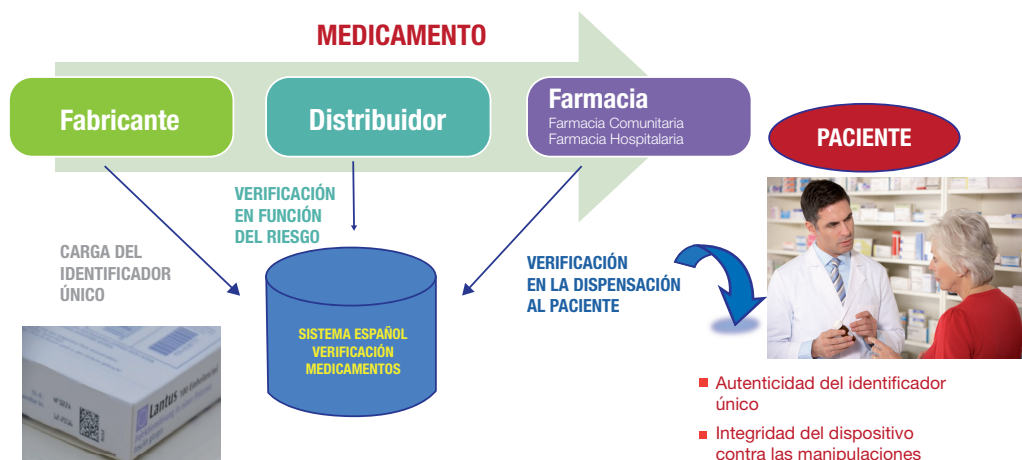 MEDICAMENTO
Fabricante
Distribuidor
Farmacia
Farmacia Comunitaria
Farmacia Hospitalaria
PACIENTE
VERIFICACIÓN
EN FUNCIÓN
DEL RIESGO
CARGA DEL
IDENTIFICADOR
ÚNICO
VERIFICACIÓN
EN LA DISPENSACIÓN
AL PACIENTE
SISTEMA ESPAÑOL
VERIFICACIÓN
MEDICAMENTOS
Lantus 100
Autenticidad del identificador
único
Integridad del dispositivo
contra las manipulaciones